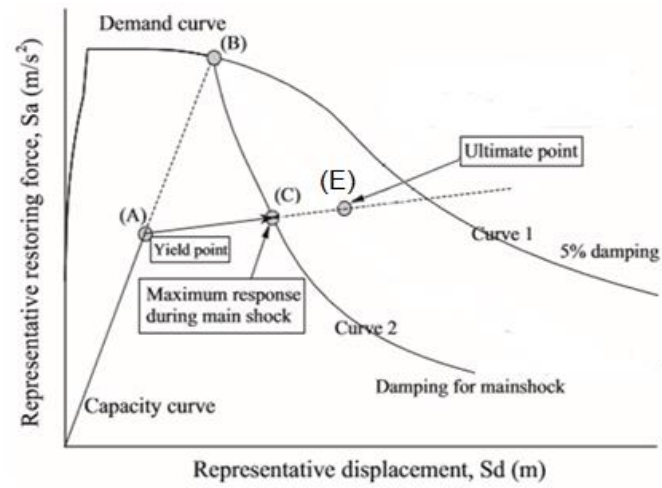 Demand curve
(B)
(E)
Ultimate point
(C)
(A)
Curve 1
Yield point
5% damping
Maximum response
during main shock
Curve 2
Damping for mainshock
Capacity curve
Representative restoring force, Sa (m/s²)
Representative displacement, Sd (m)